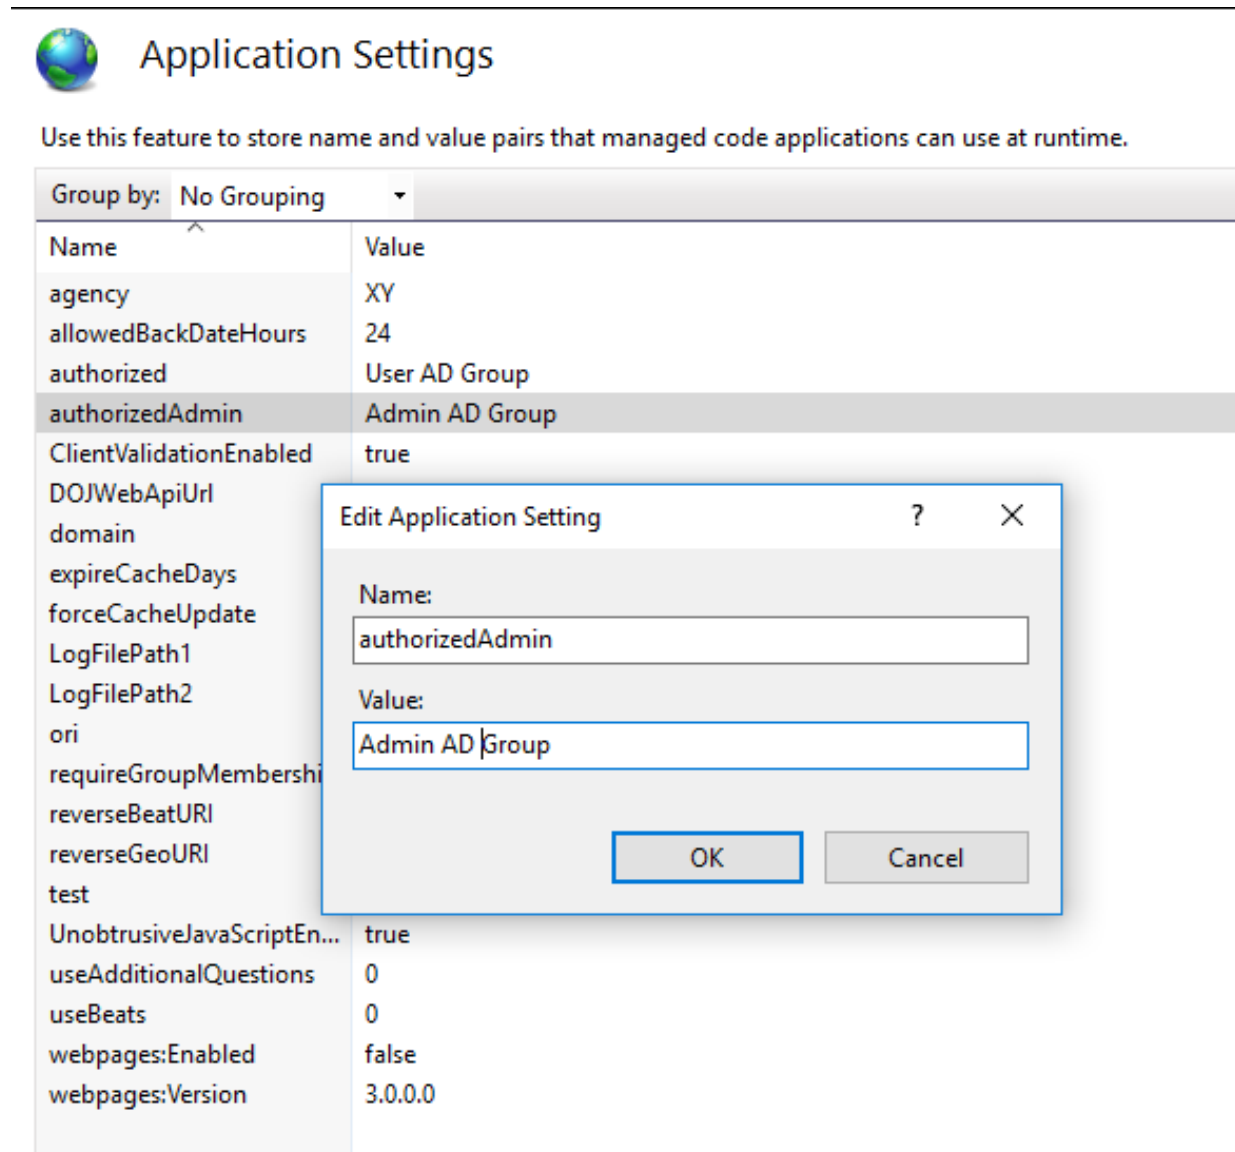 Application Settings
Use this feature to store name and value pairs that managed code applications can use at runtime.
Group by: No Grouping
Name Value
agency XY
allowedBackDateHours 24
authorized User AD Group
authorizedAdmin Admin AD Group
ClientValidationEnabled true
DOJWebApiUrl
domain
expireCacheDays
forceCacheUpdate
LogFilePath1
LogFilePath2
ori
requireGroupMembershi
reverseBeatURI
reverseGeoURI
test
Edit Application Setting ?
Name:
authorizedAdmin
Value:
Admin AD Group
OK Cancel
UnobtrusiveJavaScriptEn... true
useAdditionalQuestions 0
useBeats 0
webpages:Enabled false
webpages:Version 3.0.0.0